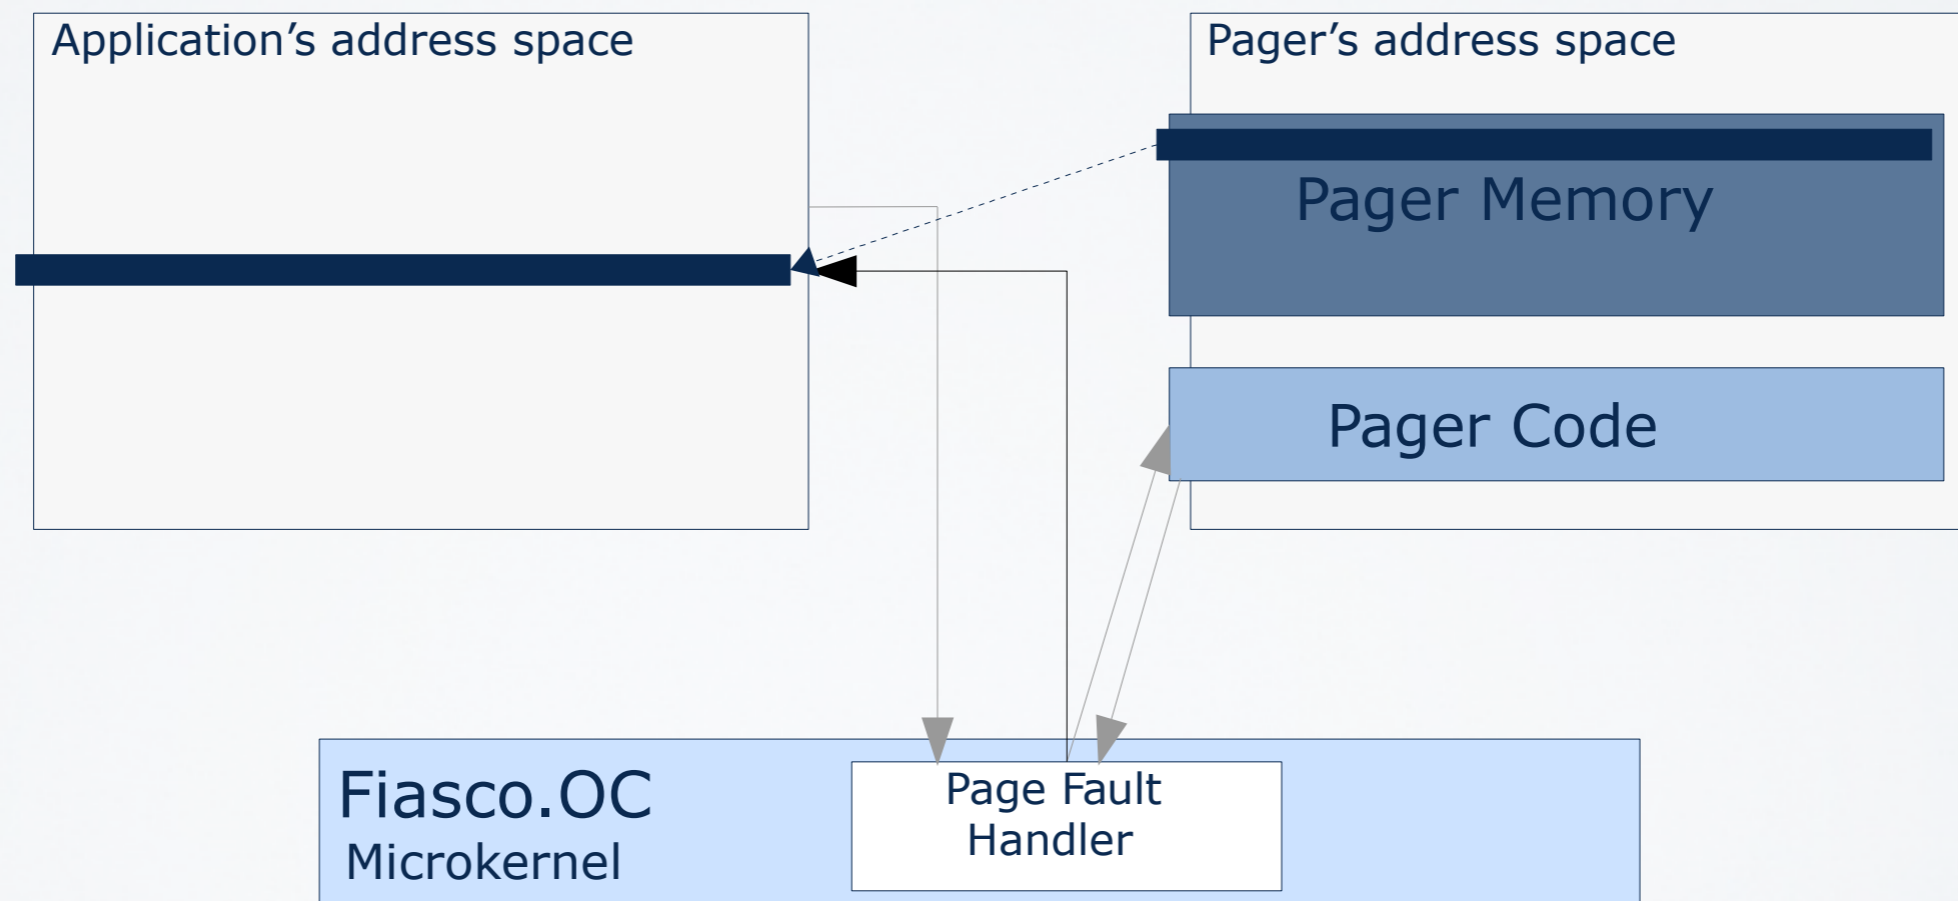 Application’s address space
Pager’s address space
Pager Memory
Pager Code
Fiasco.OC
Microkernel
Page Fault
Handler